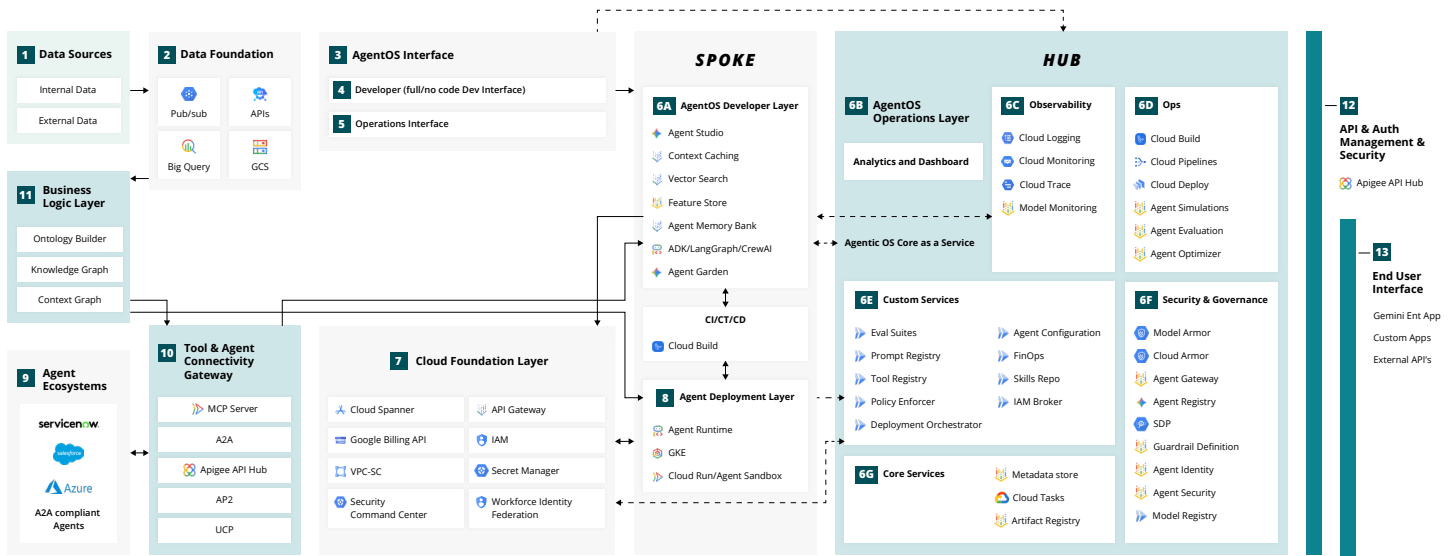 1 Data Sources
Internal Data
External Data
2 Data Foundation
Pub/sub
APIs
Big Query
GCS
3 AgentOS Interface
4 Developer (full/no code Dev Interface)
5 Operations Interface
11 Business
Logic Layer
Ontology Builder
Knowledge Graph
Context Graph
9 Agent
Ecosystems
servicenow.
salesforce
Azure
A2A compliant
Agents
10 Tool & Agent
Connectivity
Gateway
MCP Server
A2A
Apigee API Hub
AP2
UCP
7 Cloud Foundation Layer
Cloud Spanner
API Gateway
Google Billing API
IAM
VPC-SC
Secret Manager
Security
Command Center
Workforce Identity
Federation
SPOKE
6A AgentOS Developer Layer
Agent Studio
Context Caching
Vector Search
Feature Store
Agent Memory Bank
ADK/LangGraph/CrewAI
Agent Garden
CI/CT/CD
Cloud Build
8 Agent Deployment Layer
Agent Runtime
GKE
Cloud Run/Agent Sandbox
HUB
6B AgentOS
Operations Layer
Analytics and Dashboard
Agentic OS Core as a Service
6C Observability
Cloud Logging
Cloud Monitoring
Cloud Trace
Model Monitoring
6D Ops
Cloud Build
Cloud Pipelines
Cloud Deploy
Agent Simulations
Agent Evaluation
Agent Optimizer
6E Custom Services
Eval Suites
Prompt Registry
Tool Registry
Policy Enforcer
Deployment Orchestrator
Agent Configuration
FinOps
Skills Repo
IAM Broker
6F Security & Governance
Model Armor
Cloud Armor
Agent Gateway
Agent Registry
SDP
Guardrail Definition
Agent Identity
Agent Security
Model Registry
6G Core Services
Metadata store
Cloud Tasks
Artifact Registry
12
API & Auth
Management &
Security
Apigee API Hub
13
End User
Interface
Gemini Ent App
Custom Apps
External API's